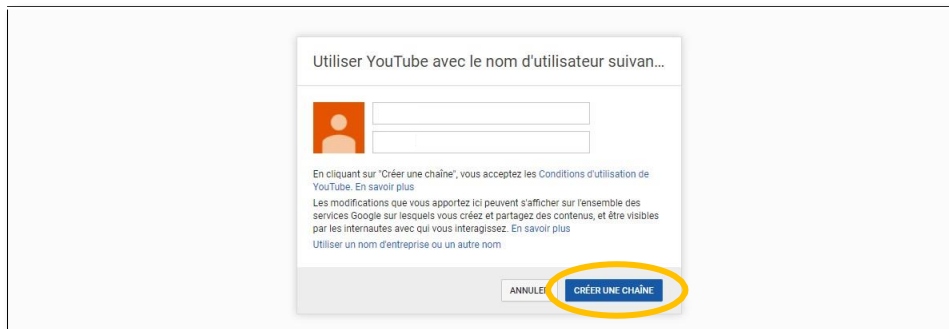 Utiliser YouTube avec le nom d'utilisateur suivan...
En cliquant sur "Créer une chaîne", vous acceptez les Conditions d'utilisation de
YouTube. En savoir plus
Les modifications que vous apportez ici peuvent s'afficher sur l'ensemble des
services Google sur lesquels vous créez et partagez des contenus, et être visibles
par les internautes avec qui vous interagissez. En savoir plus
Utiliser un nom d'entreprise ou un autre nom
ANNULER CRÉER UNE CHAÎNE